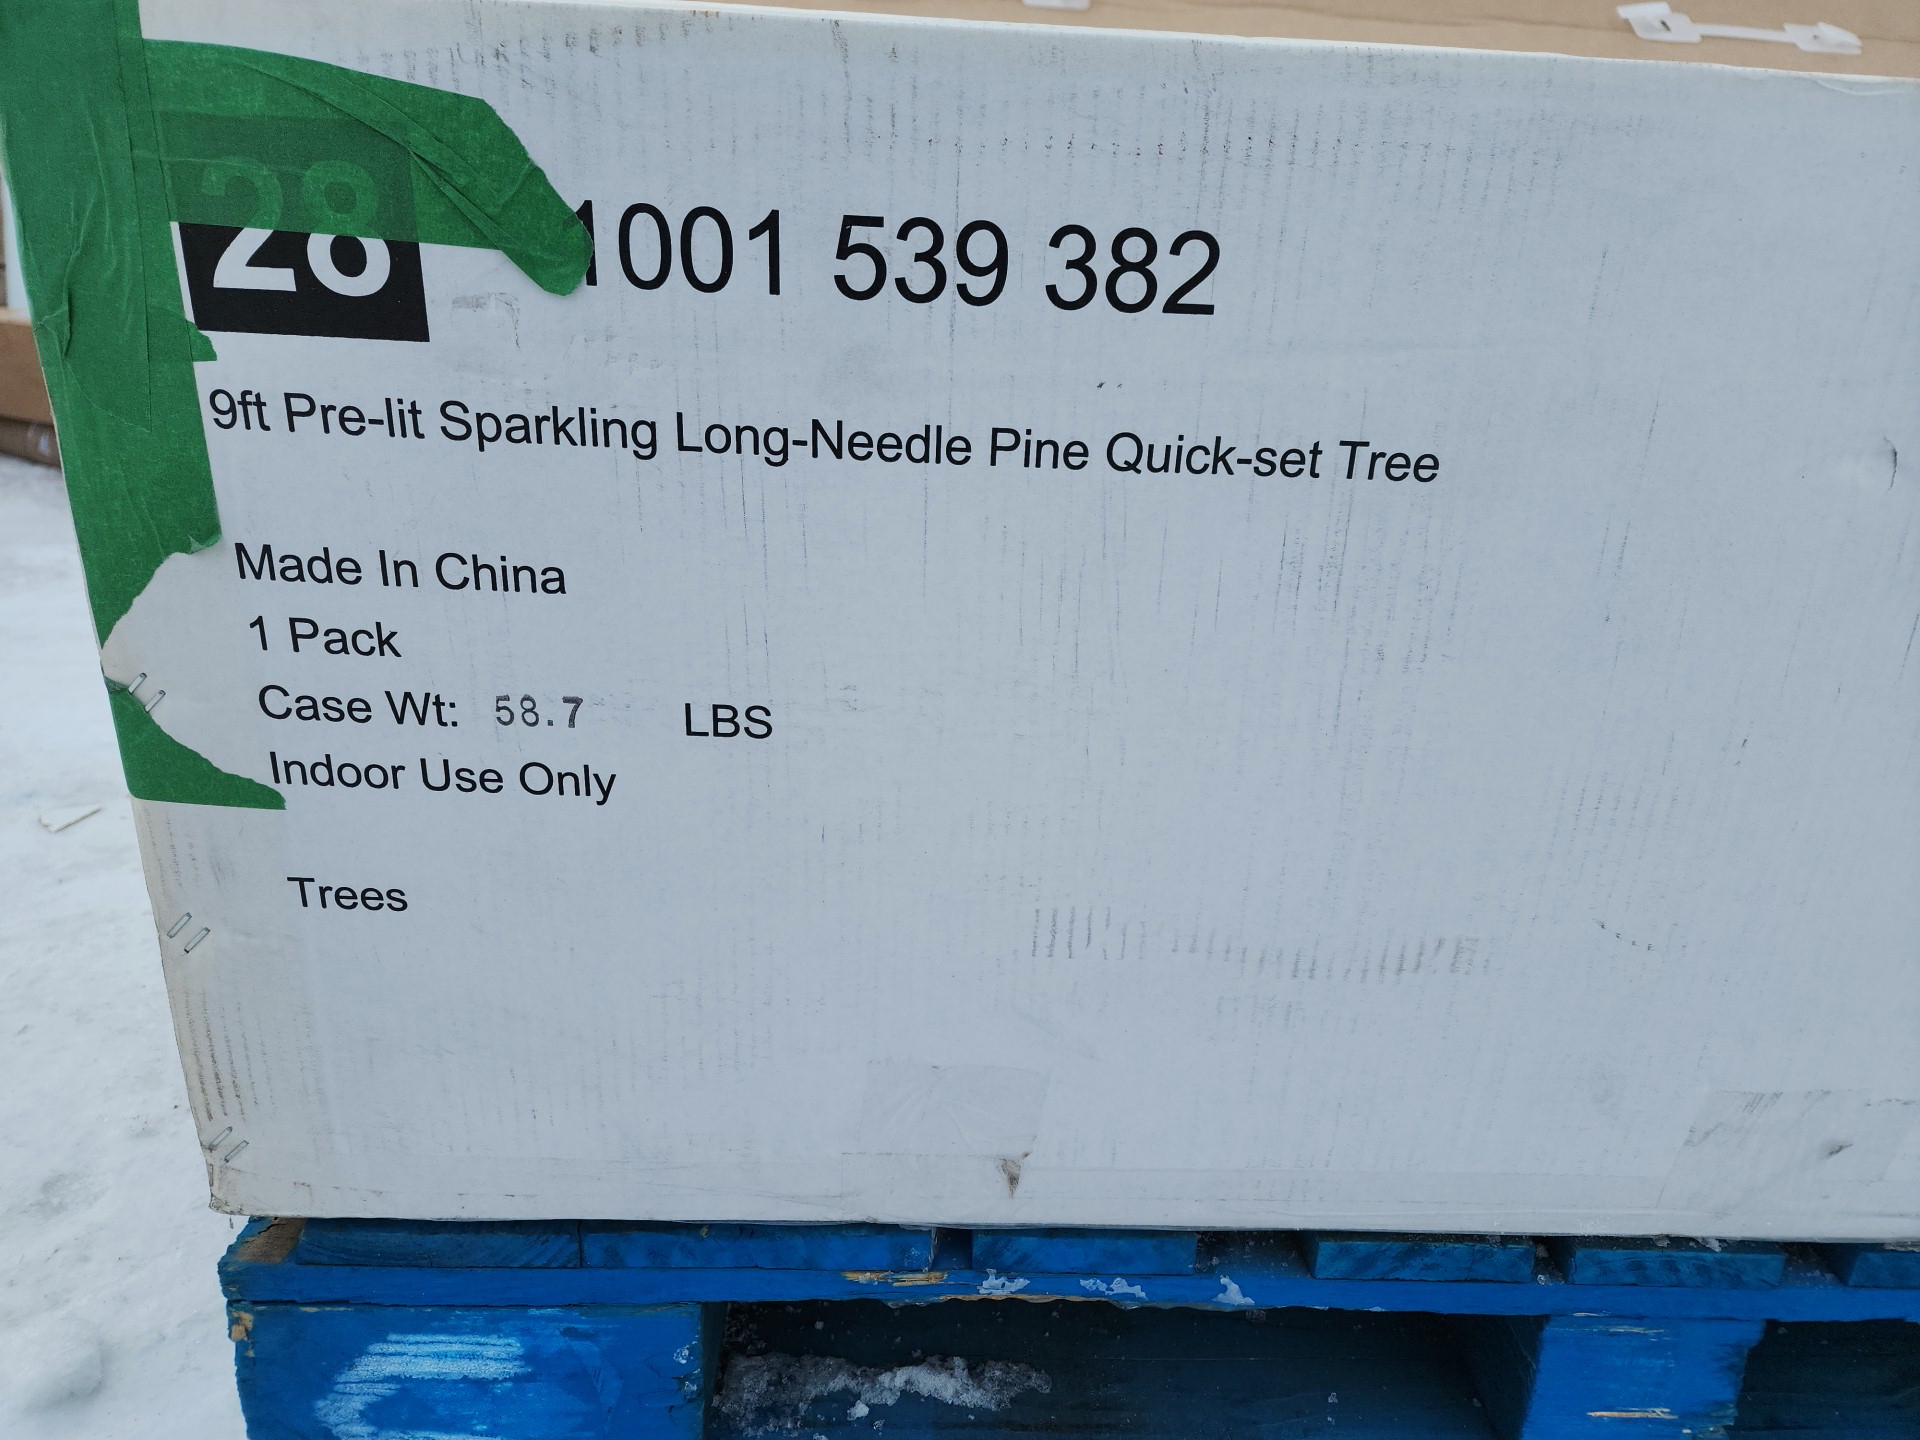 28 1001 539 382
9ft Pre-lit Sparkling Long-Needle Pine Quick-set Tree
Made In China
1 Pack
Case Wt: 58.7 LBS
Indoor Use Only
Trees